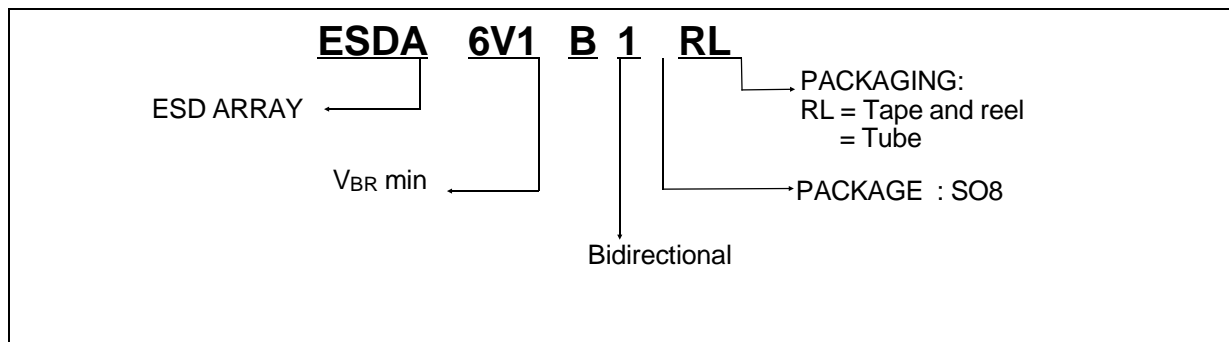 ESDA 6V1 B 1 RL
ESD ARRAY
PACKAGING:
RL = Tape and reel
= Tube
VBR min
PACKAGE : SO8
Bidirectional